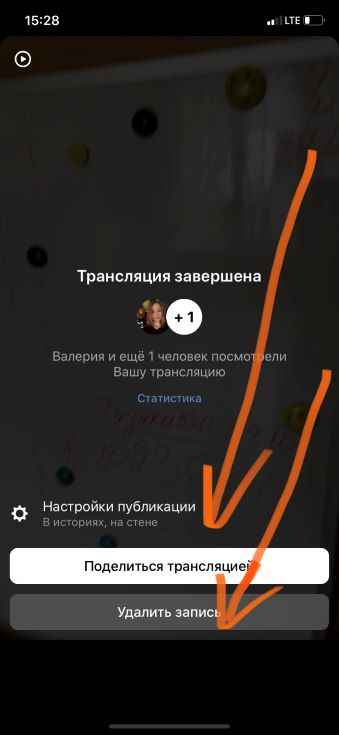 15:28
LTE
Трансляция завершена
+ 1
Валерия и ещё 1 человек посмотрели
Вашу трансляцию
Статистика
Настройки публикации
В историях, на стене
Поделиться трансляцией
Удалить запись